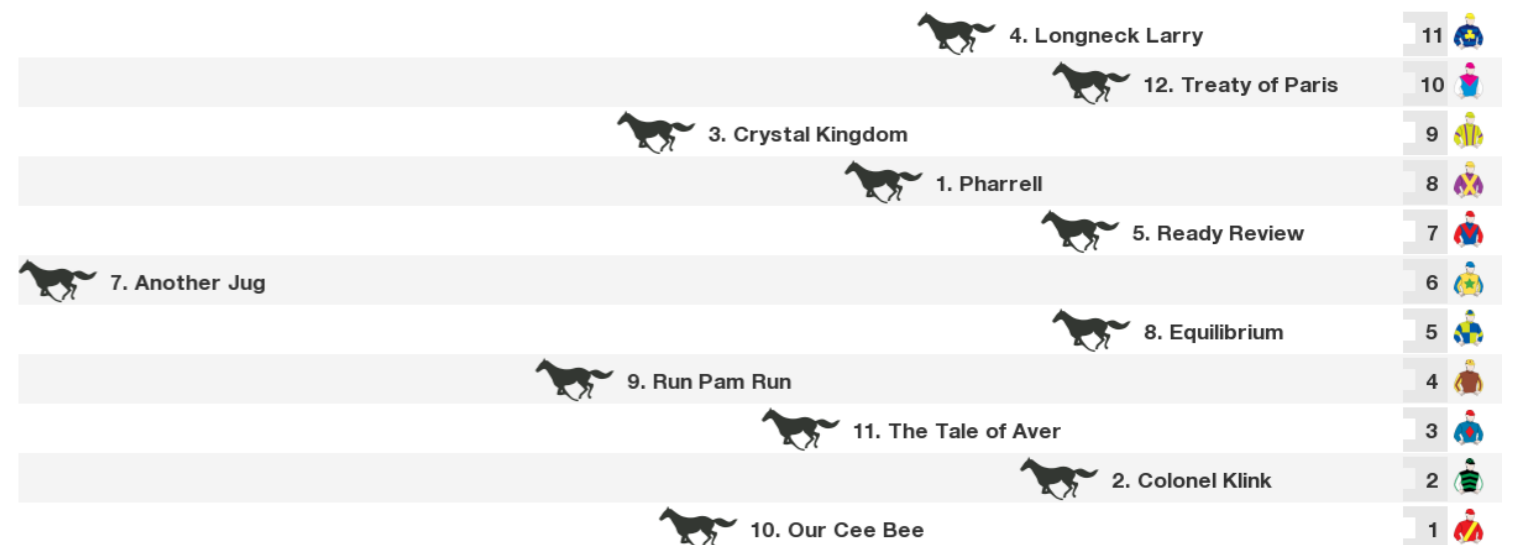 4. Longneck Larry 11
12. Treaty of Paris 10
3. Crystal Kingdom 9
1. Pharrell 8
5. Ready Review 7
7. Another Jug 6
8. Equilibrium 5
9. Run Pam Run 4
11. The Tale of Aver 3
2. Colonel Klink 2
10. Our Cee Bee 1